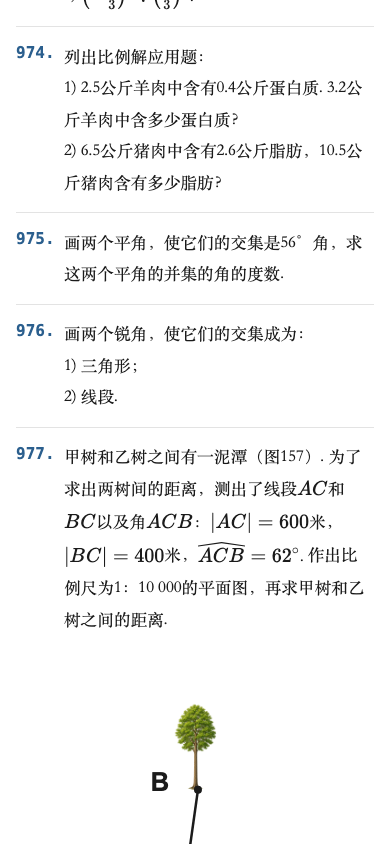 974. 列出比例解应用题：
1) 2.5公斤羊肉中含有0.4公斤蛋白质. 3.2公
斤羊肉中含多少蛋白质?
2) 6.5公斤猪肉中含有2.6公斤脂肪，10.5公
斤猪肉含有多少脂肪?
975. 画两个平角，使它们的交集是56° 角，求
这两个平角的并集的角的度数.
976. 画两个锐角，使它们的交集成为：
1) 三角形；
2) 线段.
977. 甲树和乙树之间有一泥潭（图157）. 为了
求出两树间的距离，测出了线段AC和
BC以及角ACB：|AC| = 600米，
|BC| = 400米，\widehat{ACB} = 62°. 作出比
例尺为1：10 000的平面图，再求甲树和乙
树之间的距离.
B